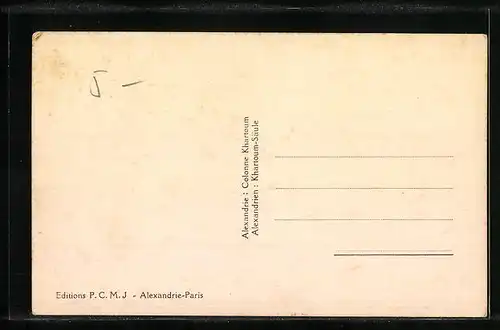 5. —
Alexandrie : Colonne Khartoum
Alexandrien : Khartoum-Säule
Editions P. C. M. J - Alexandrie-Paris